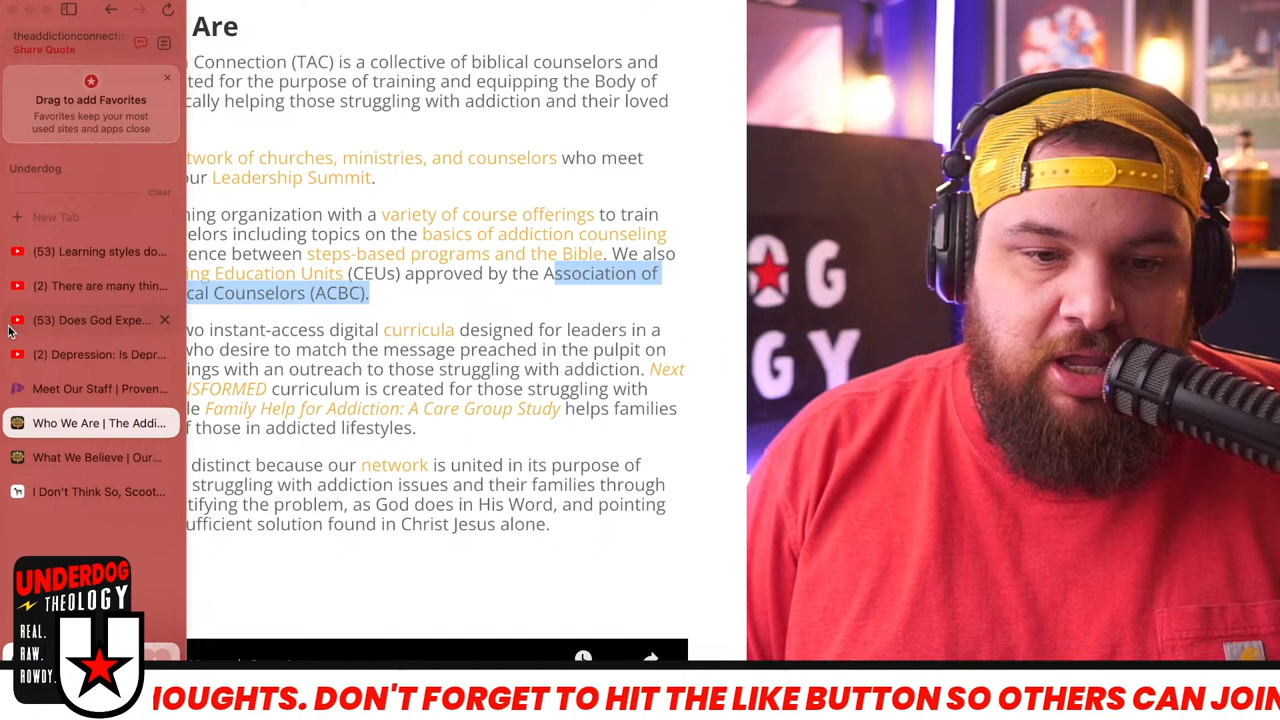 theaddictionconnectio
Share Quote
Drag to add Favorites
Favorites keep your most
used sites and apps close
Underdog
Clear
New Tab
(53) Learning styles do...
(2) There are many thin...
(53) Does God Expe...
(2) Depression: Is Depr...
Meet Our Staff | Proven...
Who We Are | The Addi...
What We Believe | Our...
I Don't Think So, Scoot...
Are
Connection (TAC) is a collective of biblical counselors and
ted for the purpose of training and equipping the Body of
cally helping those struggling with addiction and their loved
twork of churches, ministries, and counselors who meet
our Leadership Summit.
ning organization with a variety of course offerings to train
elors including topics on the basics of addiction counseling
rence between steps-based programs and the Bible. We also
ing Education Units (CEUs) approved by the Association of
cal Counselors (ACBC).
wo instant-access digital curricula designed for leaders in a
who desire to match the message preached in the pulpit on
ings with an outreach to those struggling with addiction. Next
NSFORMED curriculum is created for those struggling with
le Family Help for Addiction: A Care Group Study helps families
f those in addicted lifestyles.
distinct because our network is united in its purpose of
struggling with addiction issues and their families through
tifying the problem, as God does in His Word, and pointing
ufficient solution found in Christ Jesus alone.
OG
GY
UNDERDOG
THEOLOGY
REAL.
RAW.
ROWDY.
HOUGHTS. DON'T FORGET TO HIT THE LIKE BUTTON SO OTHERS CAN JOIN